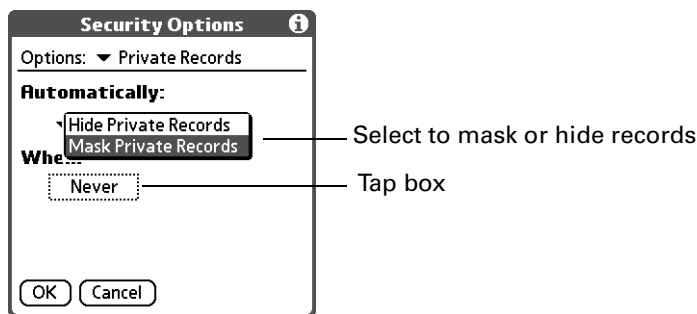 Security Options
Options: Private Records
Automatically:
Hide Private Records
Mask Private Records
Select to mask or hide records
Never
Tap box
OK
Cancel